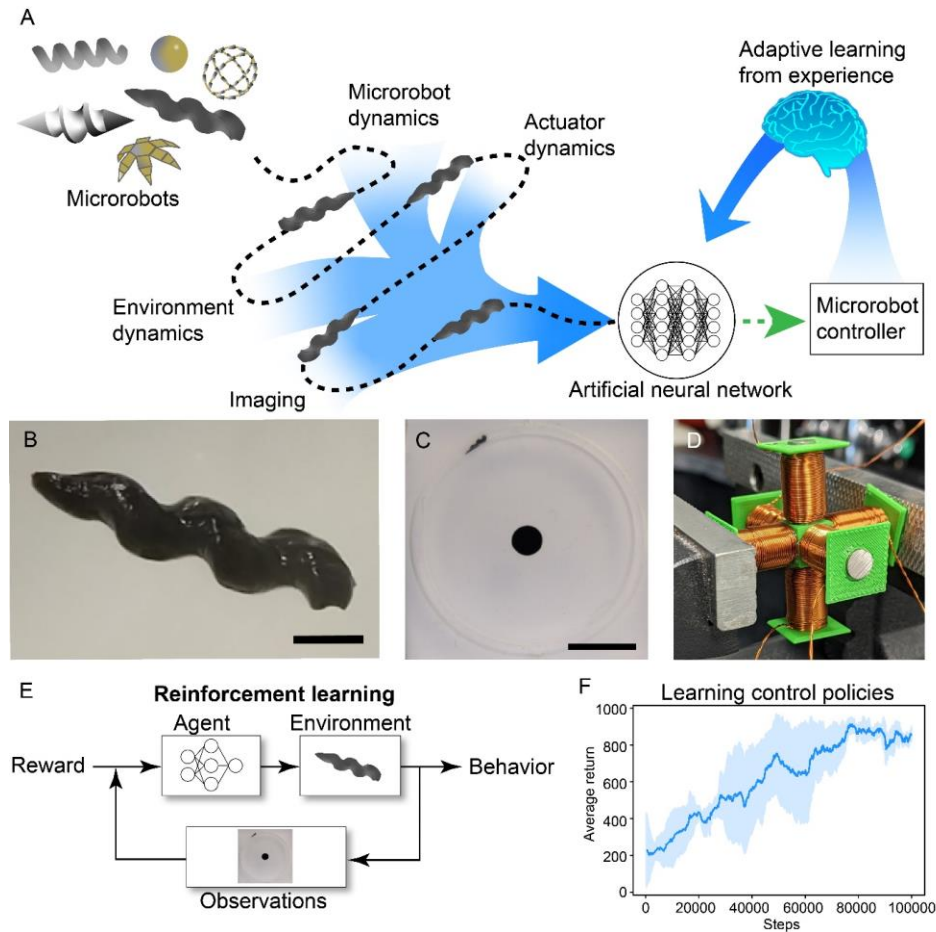 A
Microrobots
Microrobot
dynamics
Actuator
dynamics
Environment
dynamics
Imaging
Adaptive learning
from experience
Artificial neural network
Microrobot
controller
B
C
D
E
Reinforcement learning
Agent
Environment
Reward
Behavior
Observations
F
Learning control policies
Average return
1000
800
600
400
200
0
0
20000
40000
60000
80000
100000
Steps